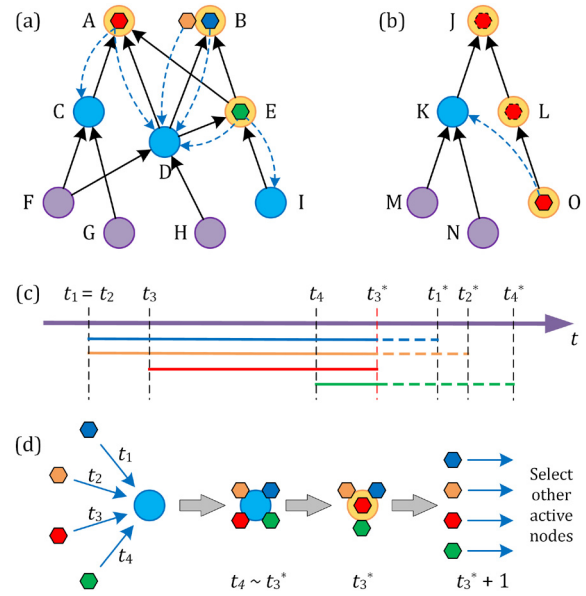 (a) A B (b) J
C E K L
D
F I M O
G H N
(c) t₁ = t₂ t₃ t₄ t₃* t₁* t₂* t₄*
t
(d)
t₁
t₂
t₃
t₄
Select
other
active
nodes
t₄ ~ t₃* t₃* t₃* + 1